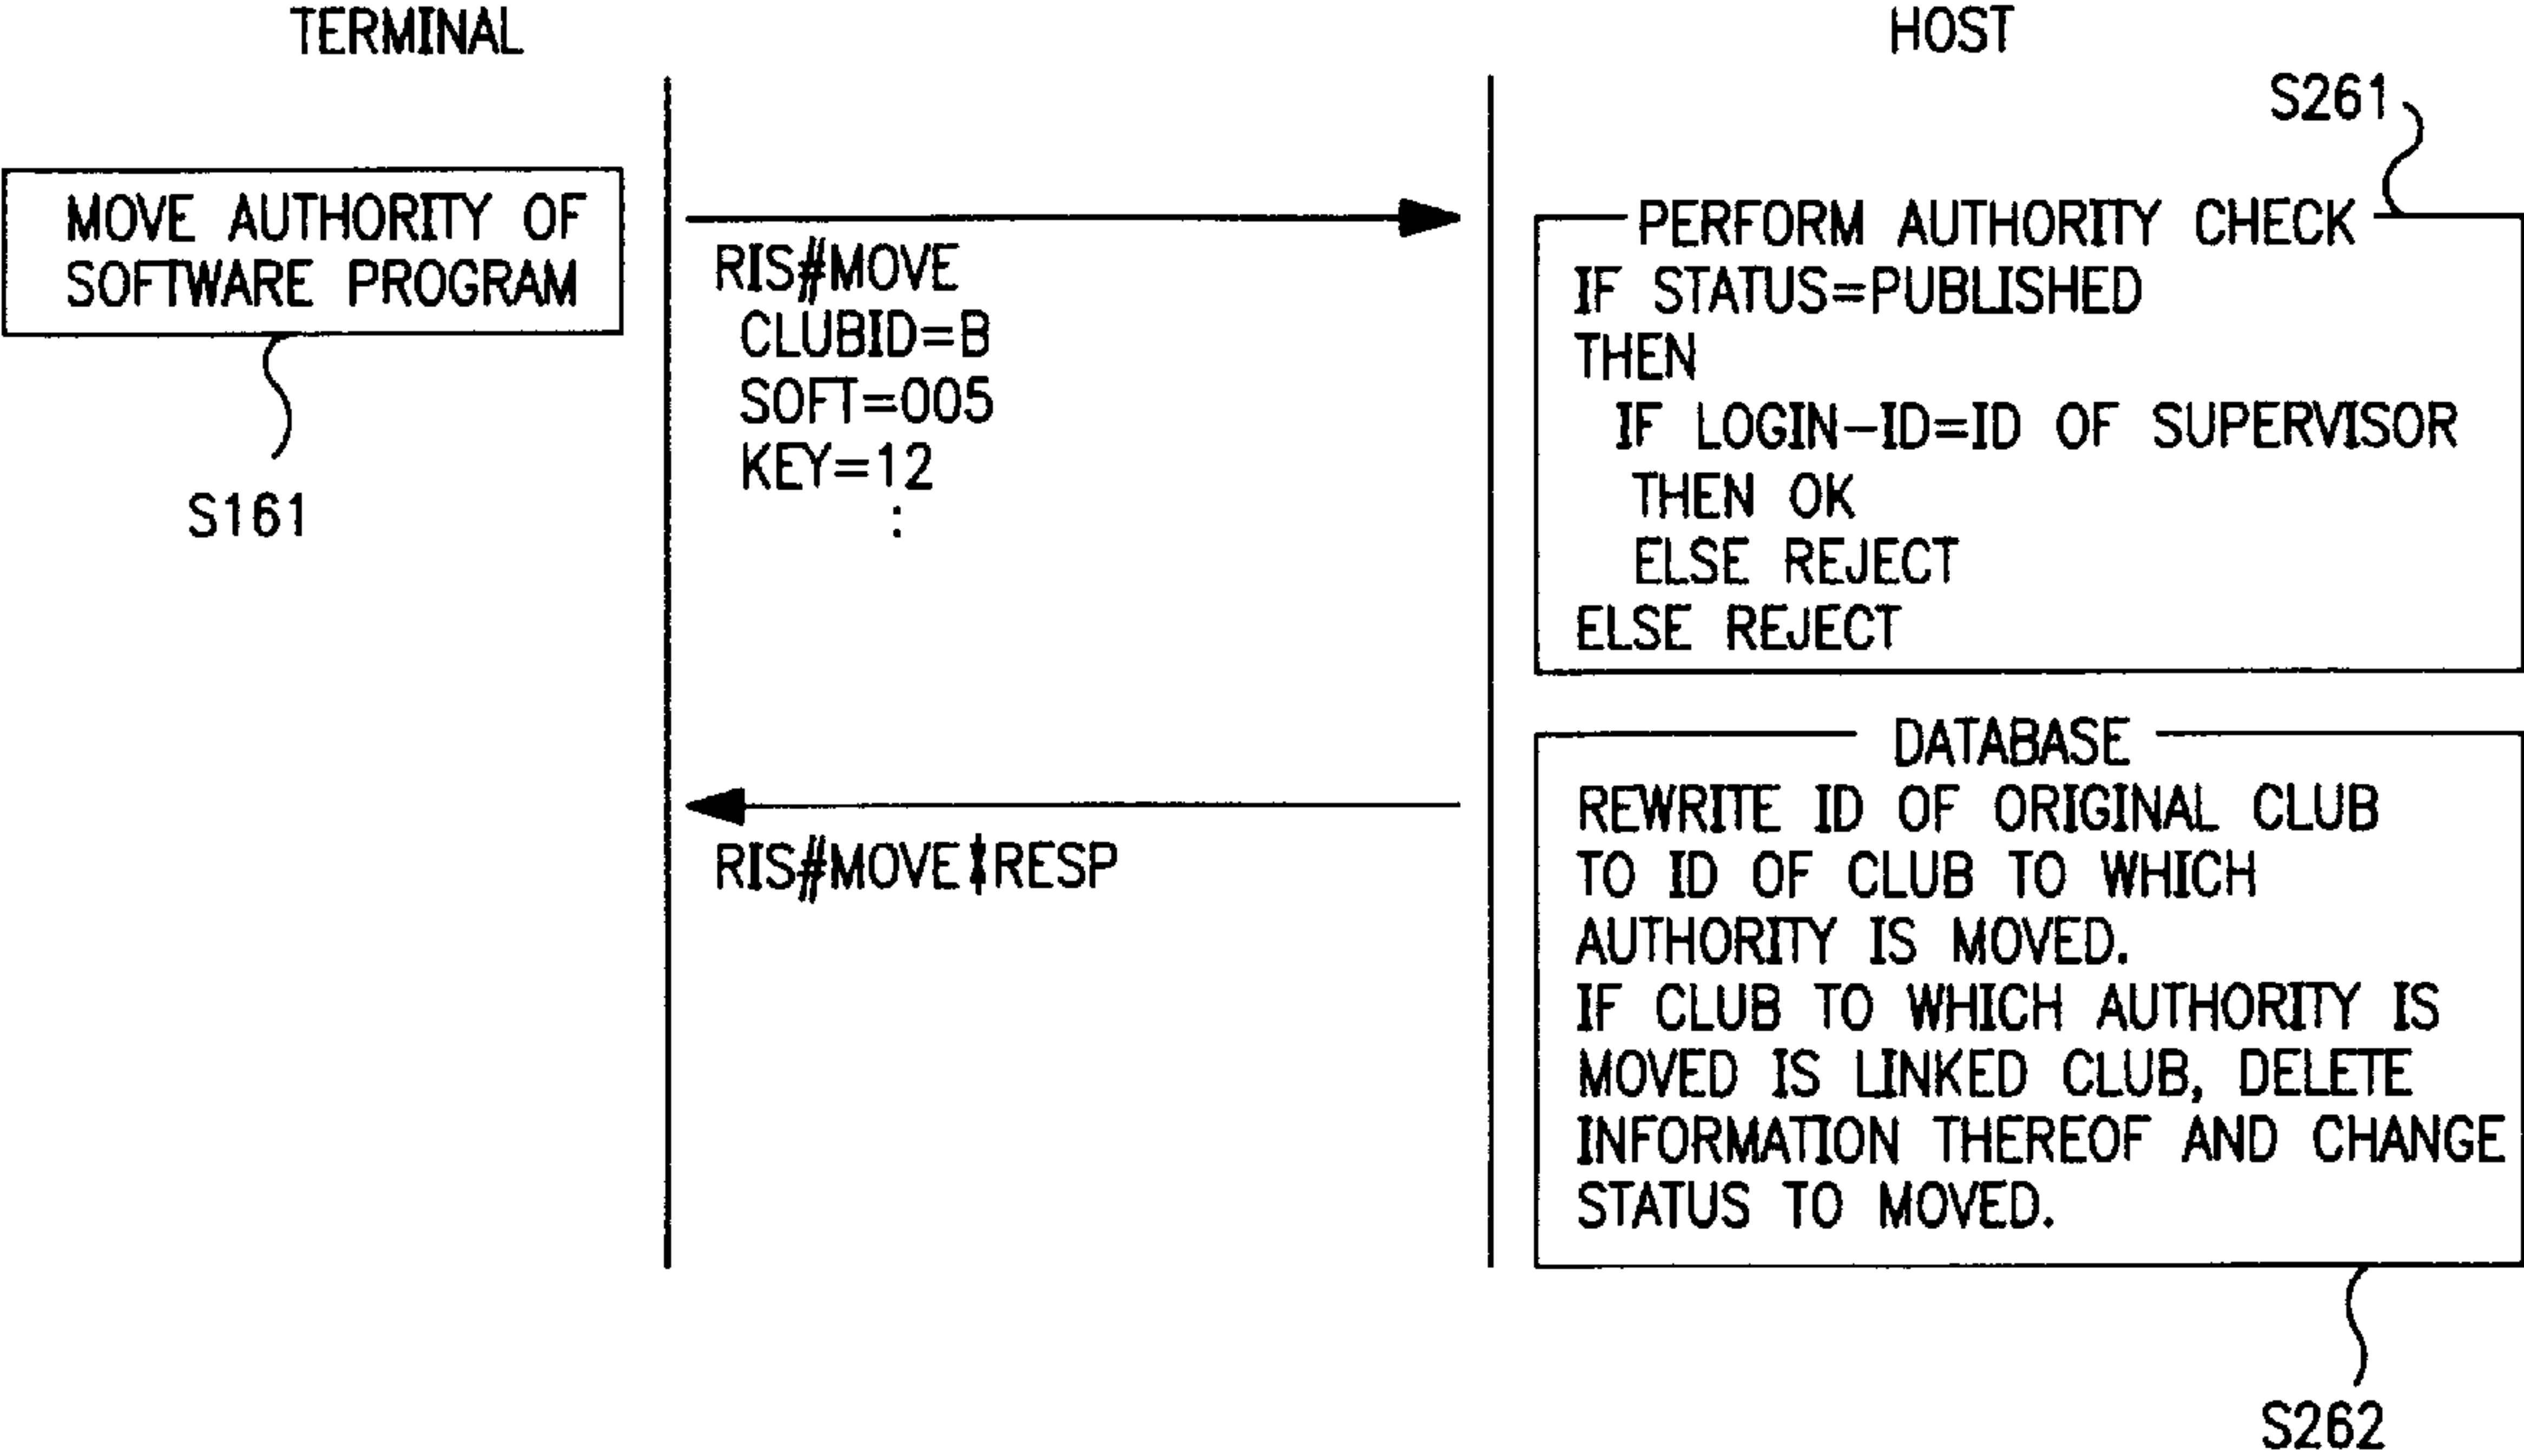 TERMINAL
HOST
S261
MOVE AUTHORITY OF
SOFTWARE PROGRAM
S161
RIS#MOVE
CLUBID=B
SOFT=005
KEY=12
:
PERFORM AUTHORITY CHECK
IF STATUS=PUBLISHED
THEN
IF LOGIN-ID=ID OF SUPERVISOR
THEN OK
ELSE REJECT
ELSE REJECT
RIS#MOVE‡RESP
DATABASE
REWRITE ID OF ORIGINAL CLUB
TO ID OF CLUB TO WHICH
AUTHORITY IS MOVED.
IF CLUB TO WHICH AUTHORITY IS
MOVED IS LINKED CLUB, DELETE
INFORMATION THEREOF AND CHANGE
STATUS TO MOVED.
S262